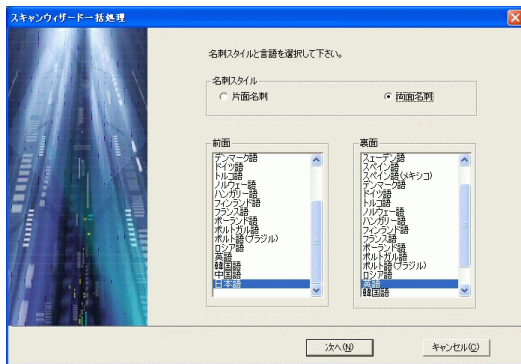 スキャンウィザード一括処理
名刺スタイルと言語を選択して下さい。
名刺スタイル
片面名刺
両面名刺
前面
デンマーク語
ドイツ語
トルコ語
ノルウェー語
ハンガリー語
フィンランド語
フランス語
ポーランド語
ポルトガル語
ポルト語(ブラジル)
ロシア語
英語
韓国語
中国語
日本語
裏面
スェーデン語
スペイン語
スペイン語(メキシコ)
デンマーク語
ドイツ語
トルコ語
ノルウェー語
ハンガリー語
フィンランド語
フランス語
ポーランド語
ポルトガル語
ポルト語(ブラジル)
ロシア語
英語
韓国語
次へ(N)
キャンセル(C)